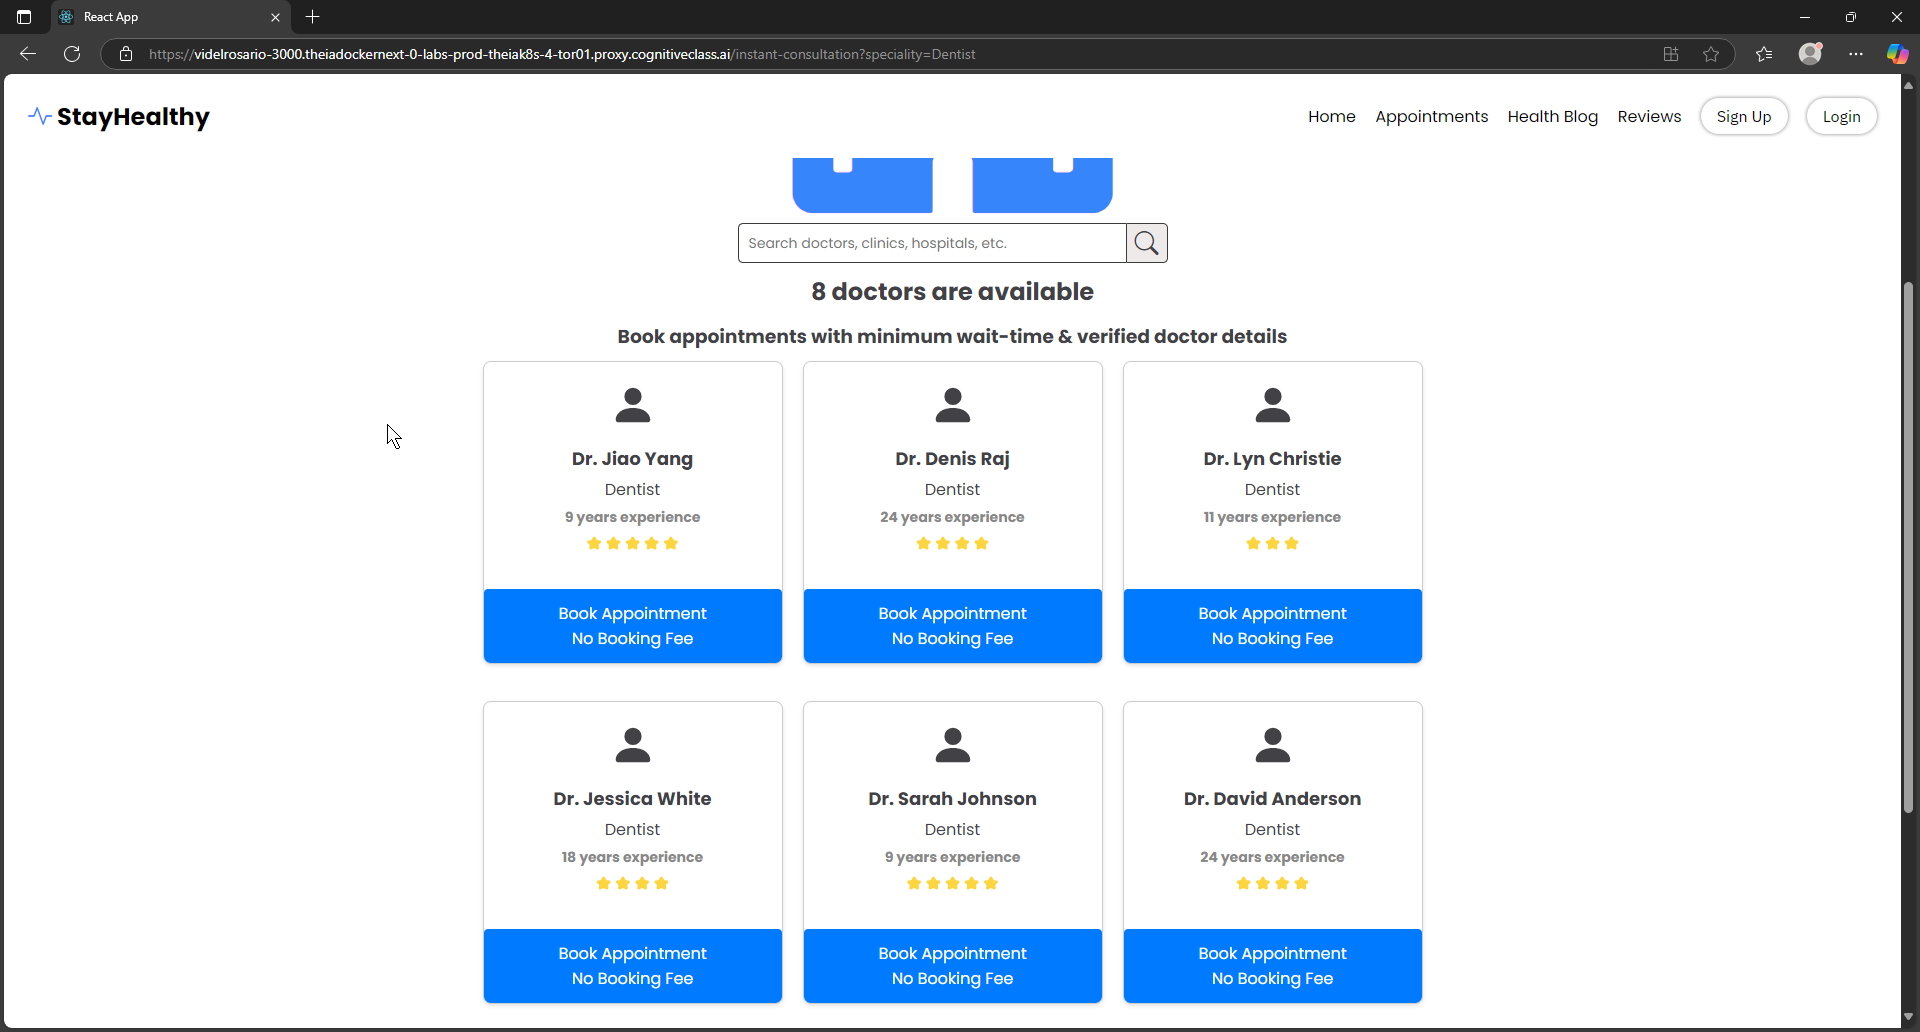 React App
https://videlrosario-3000.theiadockernext-0-labs-prod-theiak8s-4-tor01.proxy.cognitiveclass.ai/instant-consultation?speciality=Dentist
StayHealthy
Home Appointments Health Blog Reviews Sign Up Login
Search doctors, clinics, hospitals, etc.
8 doctors are available
Book appointments with minimum wait-time & verified doctor details
Dr. Jiao Yang
Dentist
9 years experience
Book Appointment
No Booking Fee
Dr. Denis Raj
Dentist
24 years experience
Book Appointment
No Booking Fee
Dr. Lyn Christie
Dentist
11 years experience
Book Appointment
No Booking Fee
Dr. Jessica White
Dentist
18 years experience
Book Appointment
No Booking Fee
Dr. Sarah Johnson
Dentist
9 years experience
Book Appointment
No Booking Fee
Dr. David Anderson
Dentist
24 years experience
Book Appointment
No Booking Fee